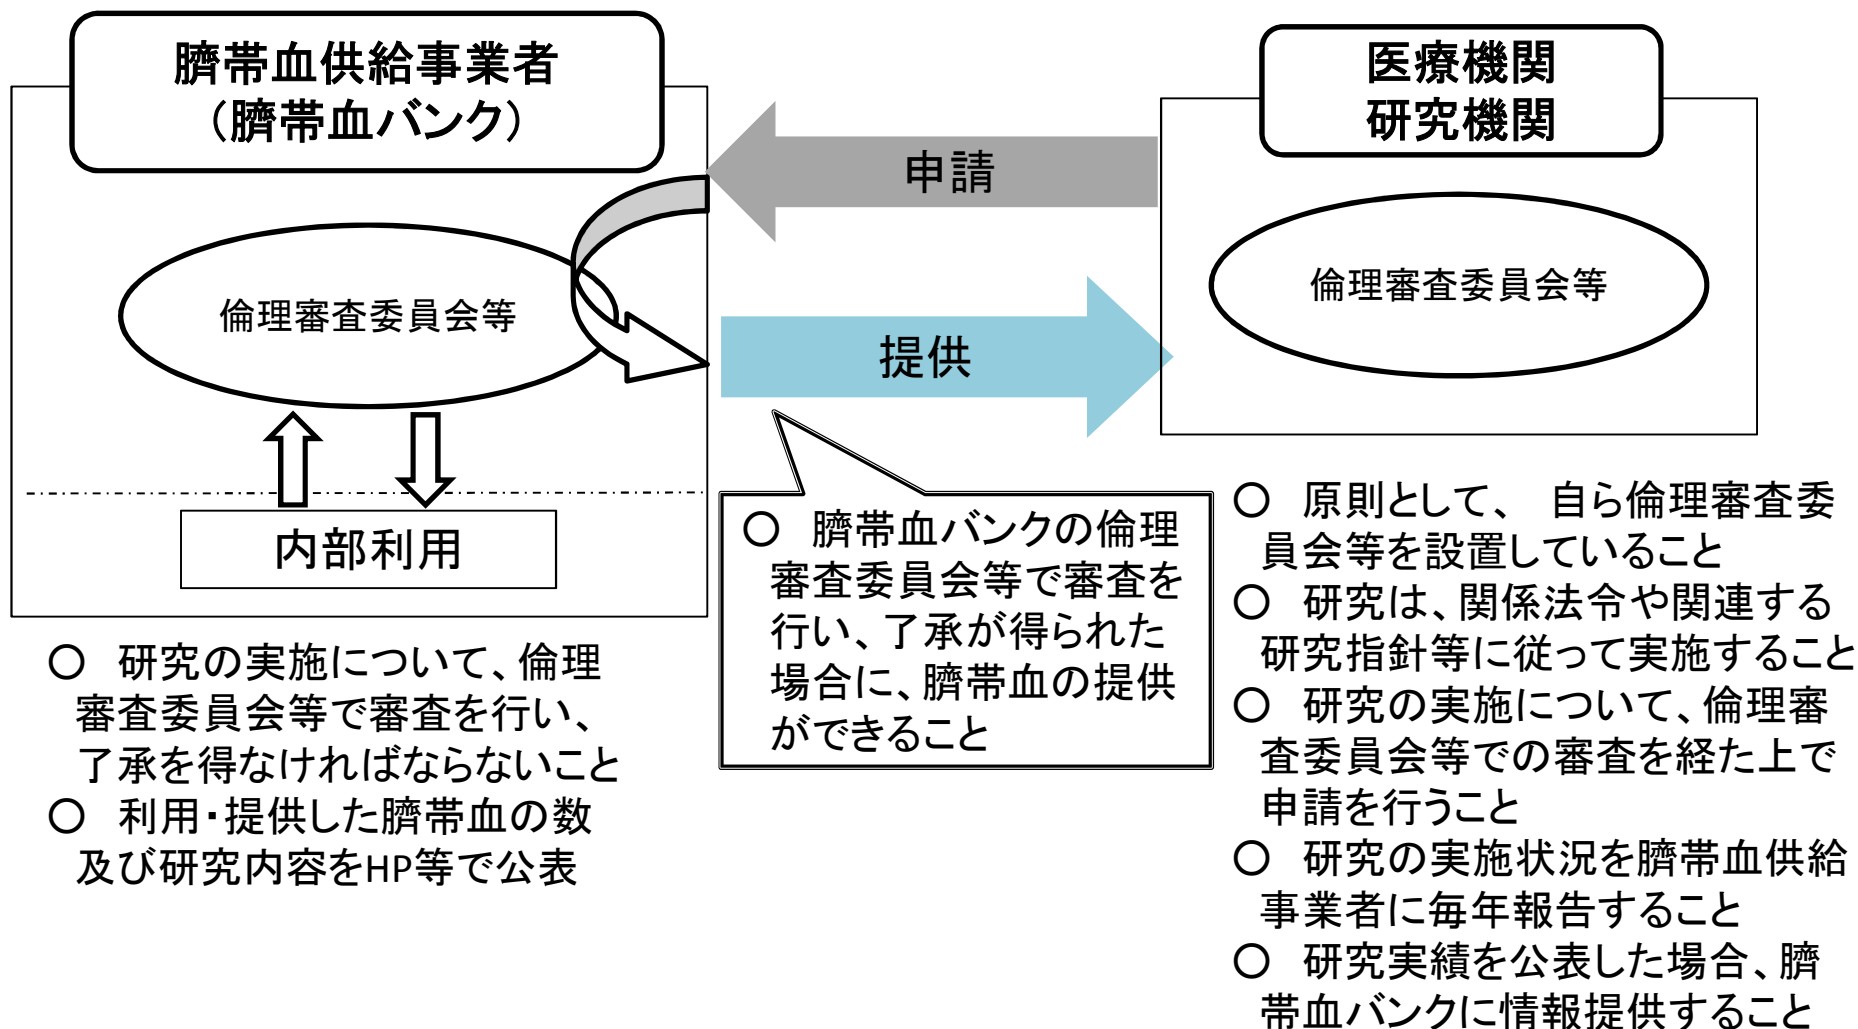 臍帯血供給事業者
（臍帯血バンク）
医療機関
研究機関
申請
倫理審査委員会等
倫理審査委員会等
提供
内部利用
○　研究の実施について、倫理
審査委員会等で審査を行い、
了承を得なければならないこと
○　利用・提供した臍帯血の数
及び研究内容をHP等で公表
○　臍帯血バンクの倫理
審査委員会等で審査を
行い、了承が得られた
場合に、臍帯血の提供
ができること
○　原則として、　自ら倫理審査委
員会等を設置していること
○　研究は、関係法令や関連する
研究指針等に従って実施すること
○　研究の実施について、倫理審
査委員会等での審査を経た上で
申請を行うこと
○　研究の実施状況を臍帯血供給
事業者に毎年報告すること
○　研究実績を公表した場合、臍
帯血バンクに情報提供すること